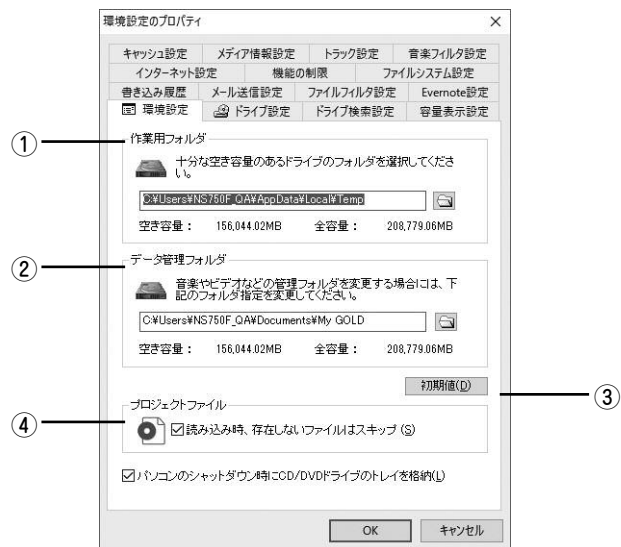 環境設定のプロパティ
キャッシュ設定 メディア情報設定 トラック設定 音楽フィルタ設定
インターネット設定 機能の制限 ファイルシステム設定
書き込み履歴 メール送信設定 ファイルフィルタ設定 Evernote設定
環境設定 ドライブ設定 ドライブ検索設定 容量表示設定
①
作業用フォルダ
十分な空き容量のあるドライブのフォルダを選択してくださ
い。
C:¥Users¥NS750F_QA¥AppData¥Local¥Temp
空き容量： 156,044.02MB 全容量： 208,779.06MB
②
データ管理フォルダ
音楽やビデオなどの管理フォルダを変更する場合には、下
記のフォルダ指定を変更してください。
C:¥Users¥NS750F_QA¥Documents¥My GOLD
空き容量： 156,044.02MB 全容量： 208,779.06MB
初期値(D)
③
④
プロジェクトファイル
読み込み時、存在しないファイルはスキップ(S)
パソコンのシャットダウン時にCD/DVDドライブのトレイを格納(L)
OK キャンセル